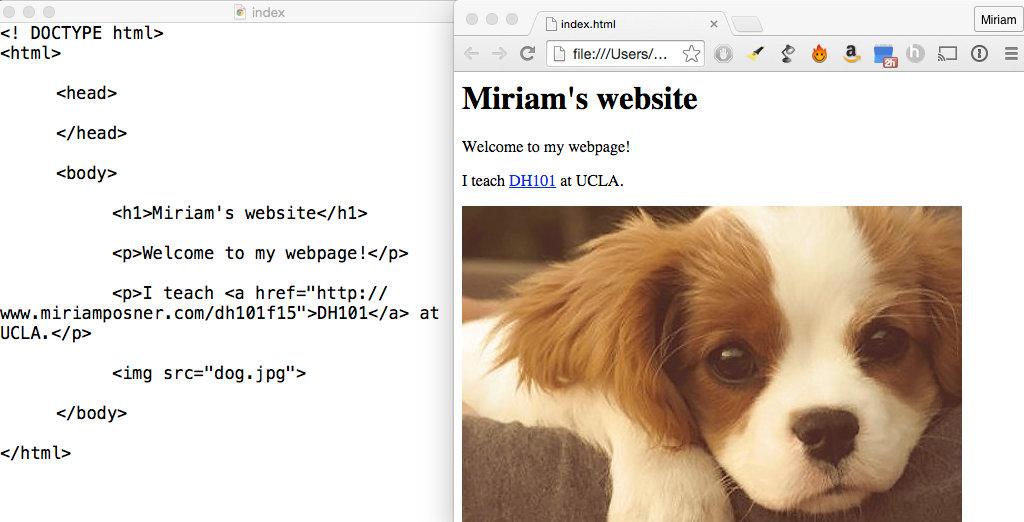 index
<! DOCTYPE html>
<html>
<head>
</head>
<body>
<h1>Miriam's website</h1>
<p>Welcome to my webpage!</p>
<p>I teach <a href="http://
www.miriamposner.com/dh101f15">DH101</a> at
UCLA.</p>
<img src="dog.jpg">
</body>
</html>
index.html
Miriam
file:///Users/...
2h
Miriam's website
Welcome to my webpage!
I teach DH101 at UCLA.